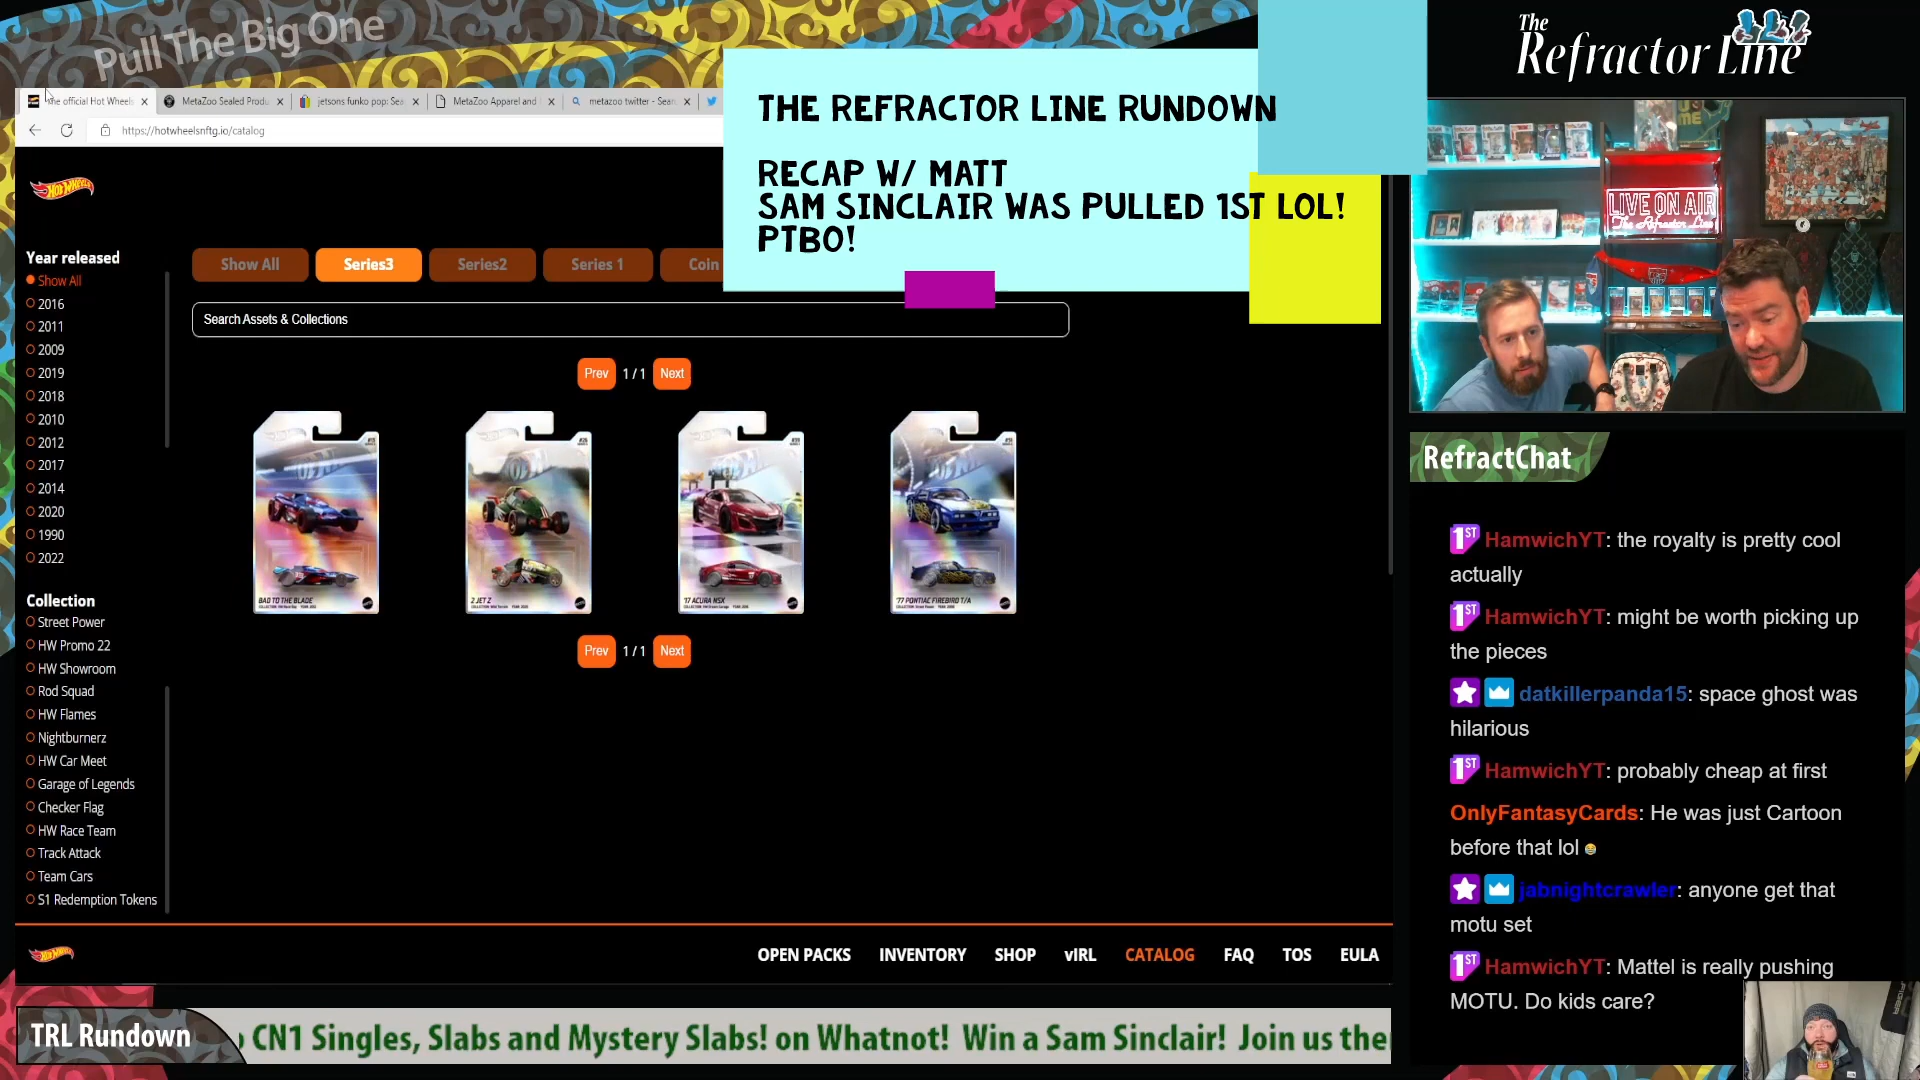 Pull The Big One
The Refractor Line
The official Hot Wheels
MetaZoo Sealed Produ
jetsons funko pop: Sea
MetaZoo Apparel and
metazoo twitter - Sear
https://hotwheelsnftg.io/catalog
THE REFRACTOR LINE RUNDOWN
RECAP W/ MATT
SAM SINCLAIR WAS PULLED 1ST LOL!
PTBO!
HOT WHEELS
LIVE ON AIR
The Refractor Line
Year released
Show All
2016
2011
2009
2019
2018
2010
2012
2017
2014
2020
1990
2022
Collection
Street Power
HW Promo 22
HW Showroom
Rod Squad
HW Flames
Nightburnerz
HW Car Meet
Garage of Legends
Checker Flag
HW Race Team
Track Attack
Team Cars
S1 Redemption Tokens
Show All
Series3
Series2
Series 1
Coin
Search Assets & Collections
Prev 1 / 1 Next
BAD TO THE BLADE
2 JET Z
'17 ACURA NSX
'77 PONTIAC FIREBIRD T/A
Prev 1 / 1 Next
OPEN PACKS INVENTORY SHOP vIRL CATALOG FAQ TOS EULA
RefractChat
1ST HamwichYT: the royalty is pretty cool
actually
1ST HamwichYT: might be worth picking up
the pieces
datkillerpanda15: space ghost was
hilarious
1ST HamwichYT: probably cheap at first
OnlyFantasyCards: He was just Cartoon
before that lol
jabnightcrawler: anyone get that
motu set
1ST HamwichYT: Mattel is really pushing
MOTU. Do kids care?
TRL Rundown
CN1 Singles, Slabs and Mystery Slabs! on Whatnot! Win a Sam Sinclair! Join us the